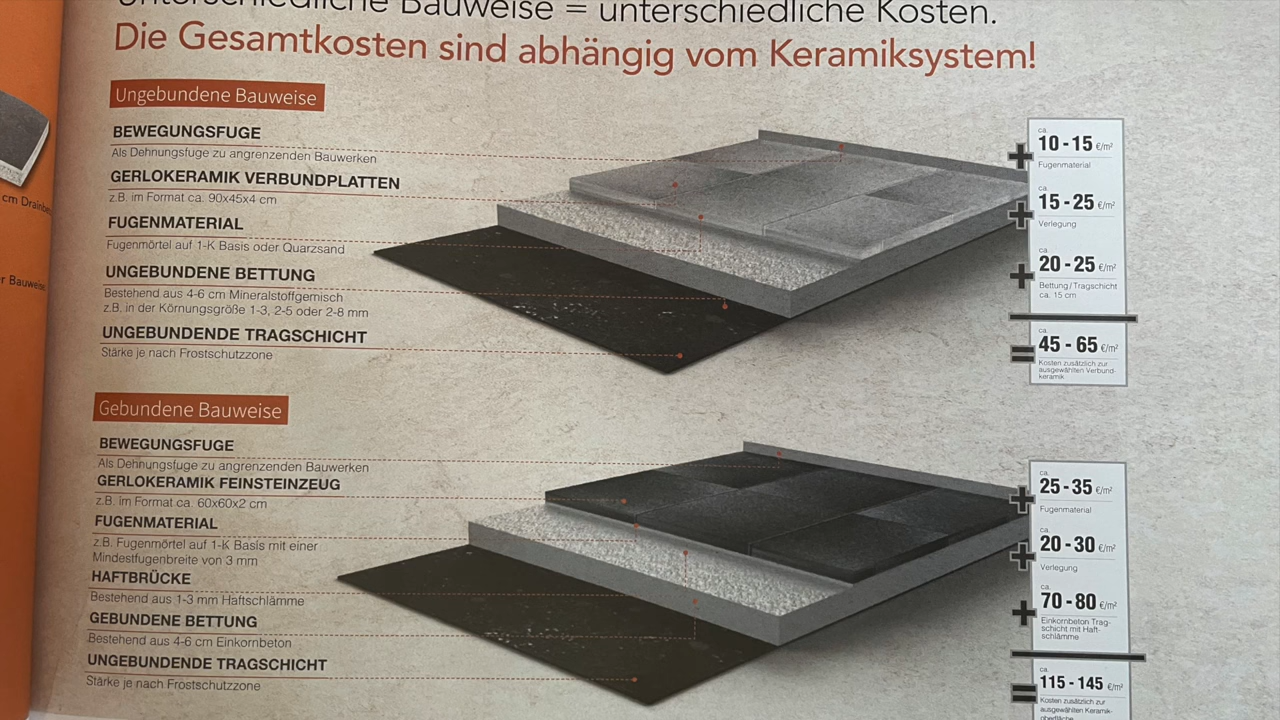 Unterschiedliche Bauweise = unterschiedliche Kosten.
Die Gesamtkosten sind abhängig vom Keramiksystem!
Ungebundene Bauweise
BEWEGUNGSFUGE
Als Dehnungsfuge zu angrenzenden Bauwerken
GERLOKERAMIK VERBUNDPLATTEN
z.B. im Format ca. 90x45x4 cm
FUGENMATERIAL
Fugenmörtel auf 1-K Basis oder Quarzsand
UNGEBUNDENE BETTUNG
Bestehend aus 4-6 cm Mineralstoffgemisch
z.B. in der Körnungsgröße 1-3, 2-5 oder 2-8 mm
UNGEBUNDENDE TRAGSCHICHT
Stärke je nach Frostschutzzone
+ ca.
10 - 15 €/m²
Fugenmaterial
+ ca.
15 - 25 €/m²
Verlegung
+ ca.
20 - 25 €/m²
Bettung / Tragschicht
ca. 15 cm
= ca.
45 - 65 €/m²
Kosten zusätzlich zur
ausgewählten Verbund-
keramik
Gebundene Bauweise
BEWEGUNGSFUGE
Als Dehnungsfuge zu angrenzenden Bauwerken
GERLOKERAMIK FEINSTEINZEUG
z.B. im Format ca. 60x60x2 cm
FUGENMATERIAL
z.B. Fugenmörtel auf 1-K Basis mit einer
Mindestfugenbreite von 3 mm
HAFTBRÜCKE
Bestehend aus 1-3 mm Haftschlämme
GEBUNDENE BETTUNG
Bestehend aus 4-6 cm Einkornbeton
UNGEBUNDENDE TRAGSCHICHT
Stärke je nach Frostschutzzone
+ ca.
25 - 35 €/m²
Fugenmaterial
+ ca.
20 - 30 €/m²
Verlegung
+ ca.
70 - 80 €/m²
Einkornbeton Trag-
schicht mit Haft-
schlämme
= ca.
115 - 145 €/m²
Kosten zusätzlich zur
ausgewählten Keramik-
oberfläche
cm
r Bauweise